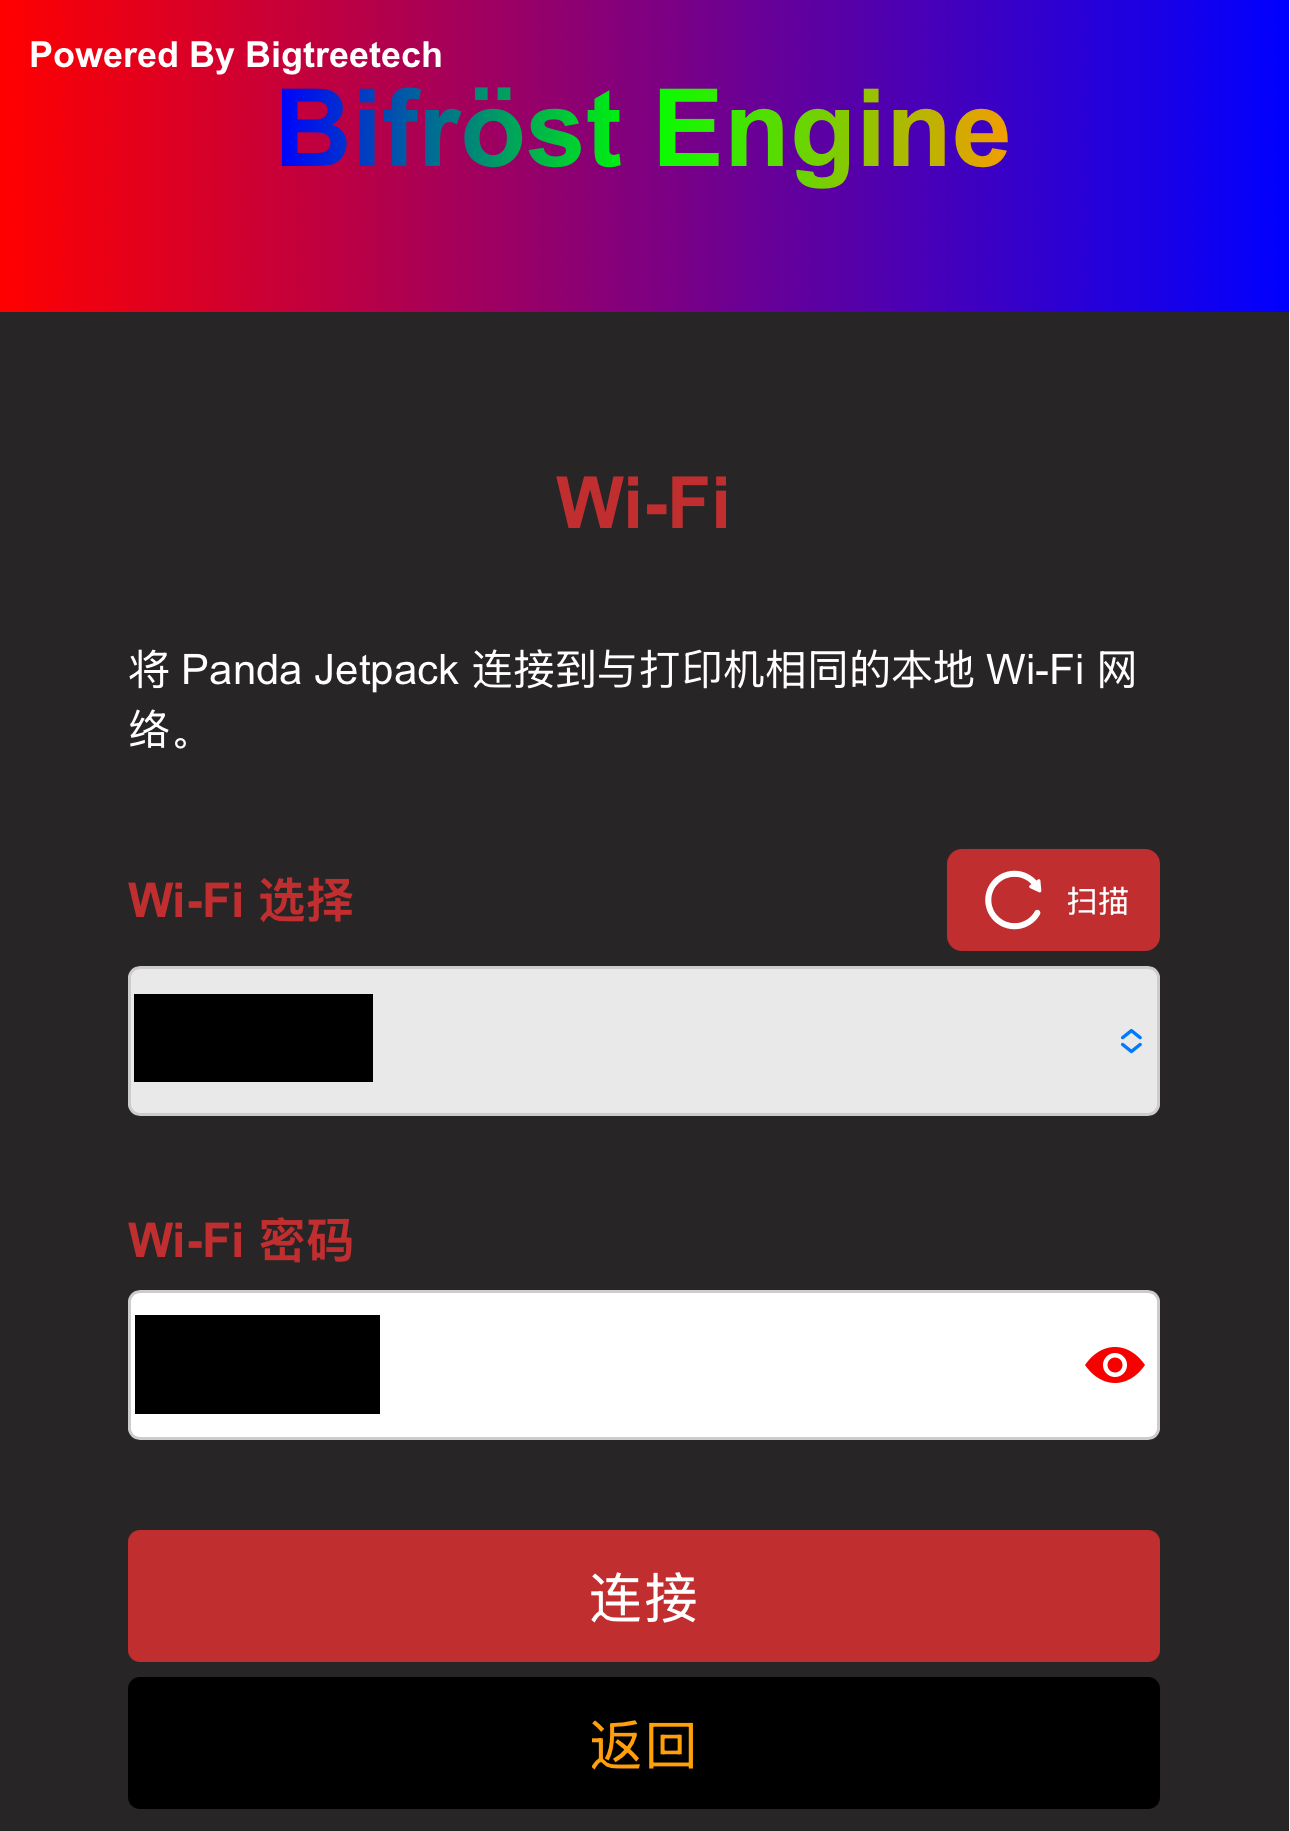 Powered By Bigtreetech
Bifröst Engine
Wi-Fi
将 Panda Jetpack 连接到与打印机相同的本地 Wi-Fi 网
络。
Wi-Fi 选择
扫描
Wi-Fi 密码
连接
返回